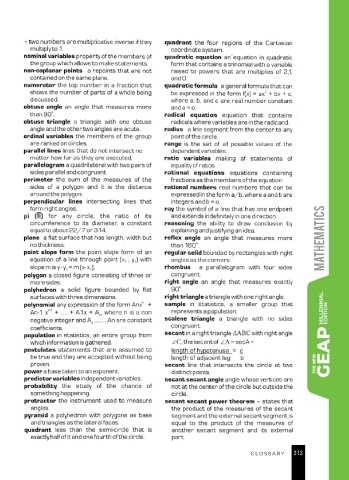 - two numbers are multiplicative inverse if they
multiply to 1.
nominal variables property of the members of
the group which allows to make statements.
non-coplanar points a repoints that are not
contained on the same plane.
numerator the top number in a fraction that
shows the number of parts of a whole being
discussed.
obtuse angle an angle that measures more
than 90°.
obtuse triangle a triangle with one obtuse
angle and the other two angles are acute.
ordinal variables the members of the group
are ranked on orders.
parallel lines lines that do not intersect no
matter how far as they are executed.
parallelogram a quadrilateral with two pairs of
sides parallel and congruent.
perimeter the sum of the measures of the
sides of a polygon and it is the distance
around the polygon.
perpendicular lines intersecting lines that
form right angles.
pi for any circle, the ratio of its
circumference to its diameter, a constant
equal to about 22/7 or 3.14.
plane a flat surface that has length, width but
no thickness.
point slope form the point slope form of an
equation of a line through point [x₁ , y₁] with
slope m is y-y₁ = m[x-x₁].
polygon a closed figure consisting of three or
more sides.
polyhedron a solid figure bounded by flat
surfaces with three dimensions.
polynomial any expression of the form
negative integer and coefficients.
population in statistics, an entire group from
which information is gathered.
postulates statements that are assumed to
be true and they are accepted without being
proven.
power a base taken to an exponent.
predictor variables independent variables.
probability the study of the chance of
something happening.
protractor the instrument used to measure
angles.
pyramid a polyhedron with polygons as base
and triangles as the lateral faces.
quadrant less than the semi-circle that is
exactly half of it and one fourth of the circle.
quadrant the four regions of the Cartesian
coordinate system.
quadratic equation an equation in quadratic
form that contains a trinomial with a variable
raised to powers that are multiples of 2,1,
and 0.
quadratic formula a general formula that can
be expressed in the form f[x] = ax² + bx + c,
where a, b, and c are real number constant
and a = o.
radical equation equation that contains
radicals where variables are in the radicand.
radius a line segment from the center to any
point of the circle.
range is the set of all possible values of the
dependent variables.
ratio variables making of statements of
equality of ratios.
rational equations equations containing
fractions as the members of the equation.
rational numbers real numbers that can be
expressed in the form a/b, where a and b are
integers and b = o.
ray the symbol of a line that has one endpoint
and extends indefinitely in one direction.
reasoning the ability to draw conclusion by
explaining and justifying an idea.
reflex angle an angle that measures more
than 180°.
regular solid bounded by rectangles with right
angles as the corners.
rhombus a parallelogram with four sides
congruent.
right angle an angle that measures exactly
90°.
right triangle a triangle with one right angle.
sample in statistics, a smaller group that
represents a population.
scalene triangle a triangle with no sides
congruent.
secant in a right triangle ΔABC with right angle
∠C, the secant of ∠A = secA =
length of hypotenuse = c
length of adjacent leg b
secant line that intersects the circle at two
distinct points.
secant secant angle angle whose vertices are
not at the center of the circle but outside the
circle.
secant secant power theorem - states that
the product of the measures of the secant
segment and the external secant segment is
equal to the product of the measures of
another secant segment and its external
part.
GLOSSARY 313
MATHEMATICS
THE NEW
GEAP MILLENNIAL
EDITION